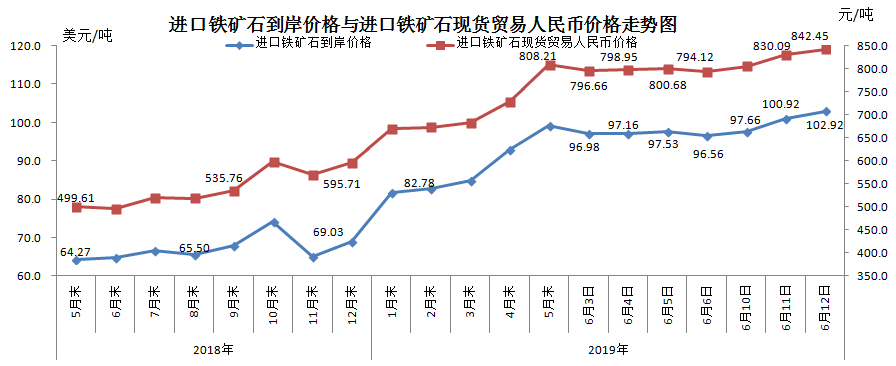 进口铁矿石到岸价格与进口铁矿石现货贸易人民币价格走势图
美元/吨
元/吨
进口铁矿石到岸价格
进口铁矿石现货贸易人民币价格
120.0
110.0
100.0
90.0
80.0
70.0
60.0
850.0
800.0
750.0
700.0
650.0
600.0
550.0
500.0
450.0
400.0
350.0
499.61
535.76
595.71
808.21
796.66
798.95
800.68
794.12
830.09
842.45
64.27
65.50
69.03
82.78
96.98
97.16
97.53
96.56
97.66
100.92
102.92
5月末
6月末
7月末
8月末
9月末
10月末
11月末
12月末
1月末
2月末
3月末
4月末
5月末
6月3日
6月4日
6月5日
6月6日
6月10日
6月11日
6月12日
2018年
2019年